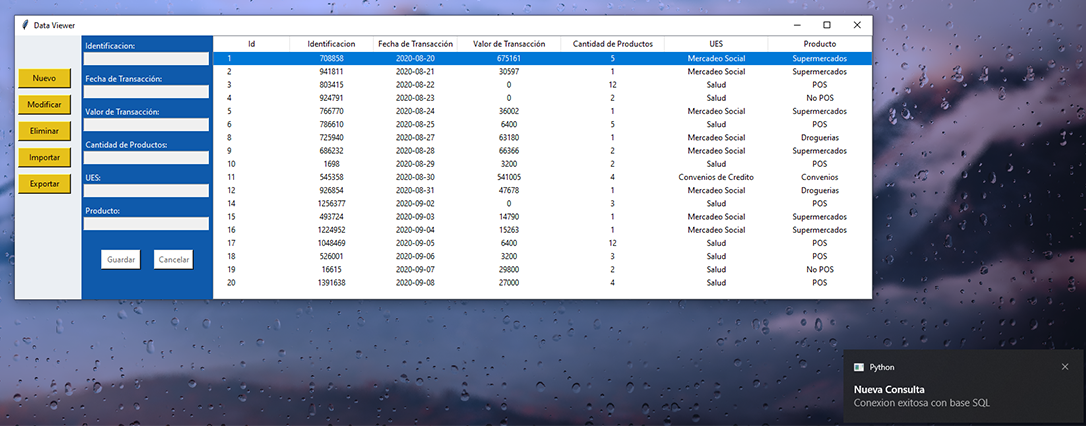 Data Viewer
Id Identificacion Fecha de Transacción Valor de Transacción Cantidad de Productos UES Producto
Nuevo
Modificar
Eliminar
Importar
Exportar
Identificacion:
Fecha de Transacción:
Valor de Transacción:
Cantidad de Productos:
UES:
Producto:
Guardar Cancelar
1 708858 2020-08-20 675161 5 Mercadeo Social Supermercados
2 941811 2020-08-21 30597 1 Mercadeo Social Supermercados
3 803415 2020-08-22 0 12 Salud POS
4 924791 2020-08-23 0 2 Salud No POS
5 766770 2020-08-24 36002 1 Mercadeo Social Supermercados
6 786610 2020-08-25 6400 5 Salud POS
8 725940 2020-08-27 63180 1 Mercadeo Social Droguerias
9 686232 2020-08-28 66366 2 Mercadeo Social Supermercados
10 1698 2020-08-29 3200 2 Salud POS
11 545358 2020-08-30 541005 4 Convenios de Credito Convenios
12 926854 2020-08-31 47678 1 Mercadeo Social Droguerias
14 1256377 2020-09-02 0 3 Salud POS
15 493724 2020-09-03 14790 1 Mercadeo Social Supermercados
16 1224952 2020-09-04 15263 1 Mercadeo Social Supermercados
17 1048469 2020-09-05 6400 12 Salud POS
18 526001 2020-09-06 3200 3 Salud POS
19 16615 2020-09-07 29800 2 Salud No POS
20 1391638 2020-09-08 27000 4 Salud POS
Python
Nueva Consulta
Conexion exitosa con base SQL